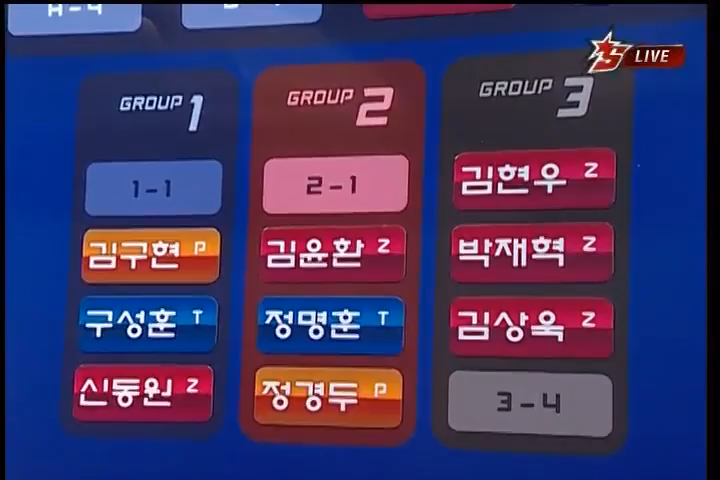 LIVE
GROUP 1
1-1
김구현 P
구성훈 T
신동원 Z
GROUP 2
2-1
김윤환 Z
정명훈 T
정경두 P
GROUP 3
김현우 Z
박재혁 Z
김상욱 Z
3-4